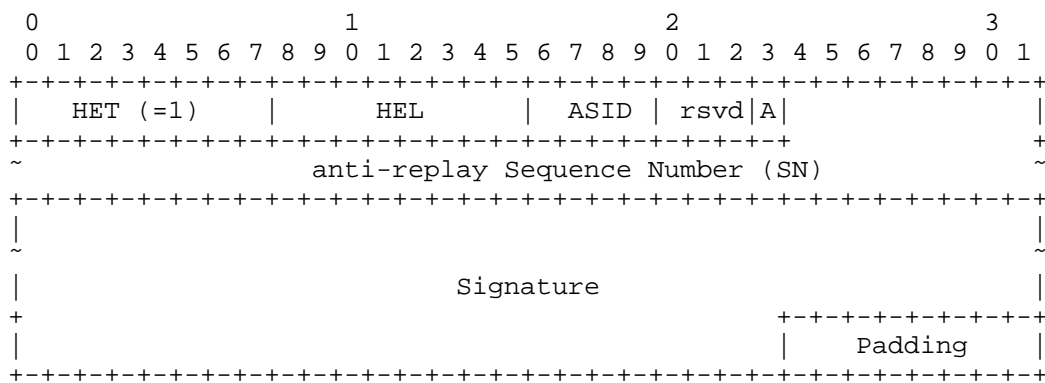 0                   1                   2                   3
 0 1 2 3 4 5 6 7 8 9 0 1 2 3 4 5 6 7 8 9 0 1 2 3 4 5 6 7 8 9 0 1
+-+-+-+-+-+-+-+-+-+-+-+-+-+-+-+-+-+-+-+-+-+-+-+-+-+-+-+-+-+-+-+-+
|   HET (=1)    |      HEL      |  ASID | rsvd|A|               |
+-+-+-+-+-+-+-+-+-+-+-+-+-+-+-+-+-+-+-+-+-+-+-+-+               +
~                  anti-replay Sequence Number (SN)             ~
+-+-+-+-+-+-+-+-+-+-+-+-+-+-+-+-+-+-+-+-+-+-+-+-+-+-+-+-+-+-+-+-+
|                                                               |
~                                                               ~
|                           Signature                           |
+                                               +-+-+-+-+-+-+-+-+
|                                               |    Padding    |
+-+-+-+-+-+-+-+-+-+-+-+-+-+-+-+-+-+-+-+-+-+-+-+-+-+-+-+-+-+-+-+-+